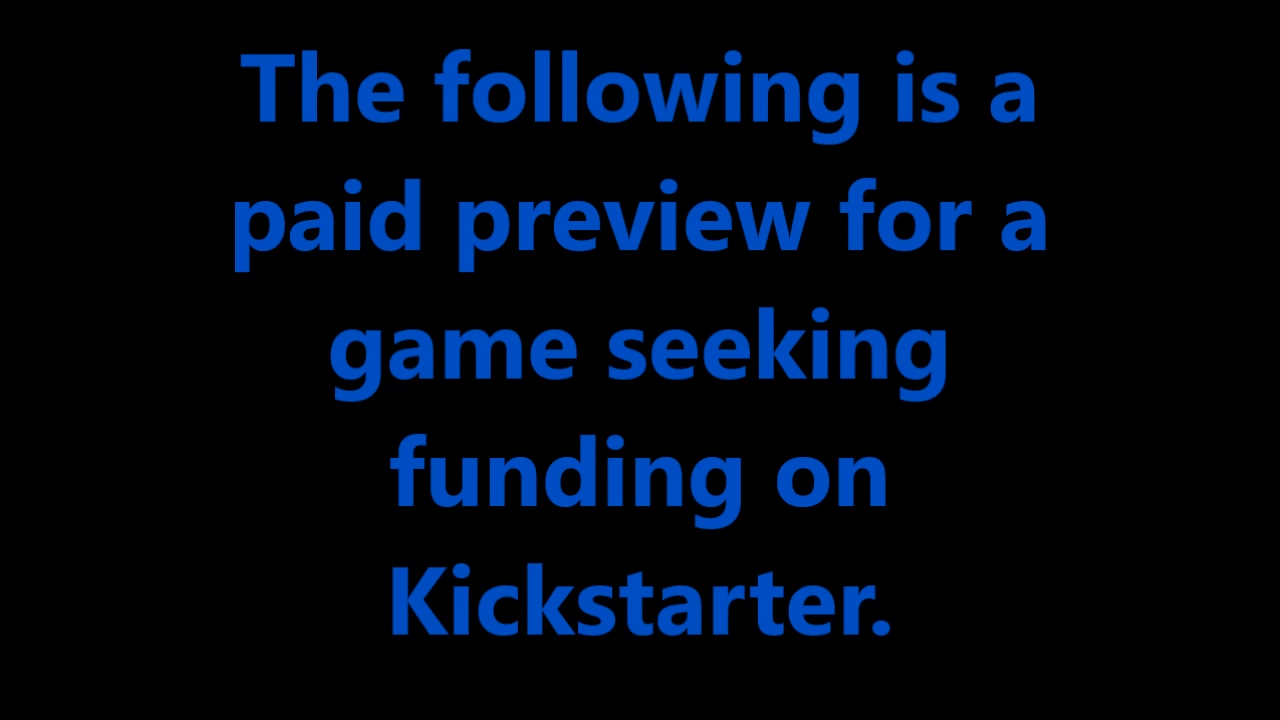 The following is a
paid preview for a
game seeking
funding on
Kickstarter.